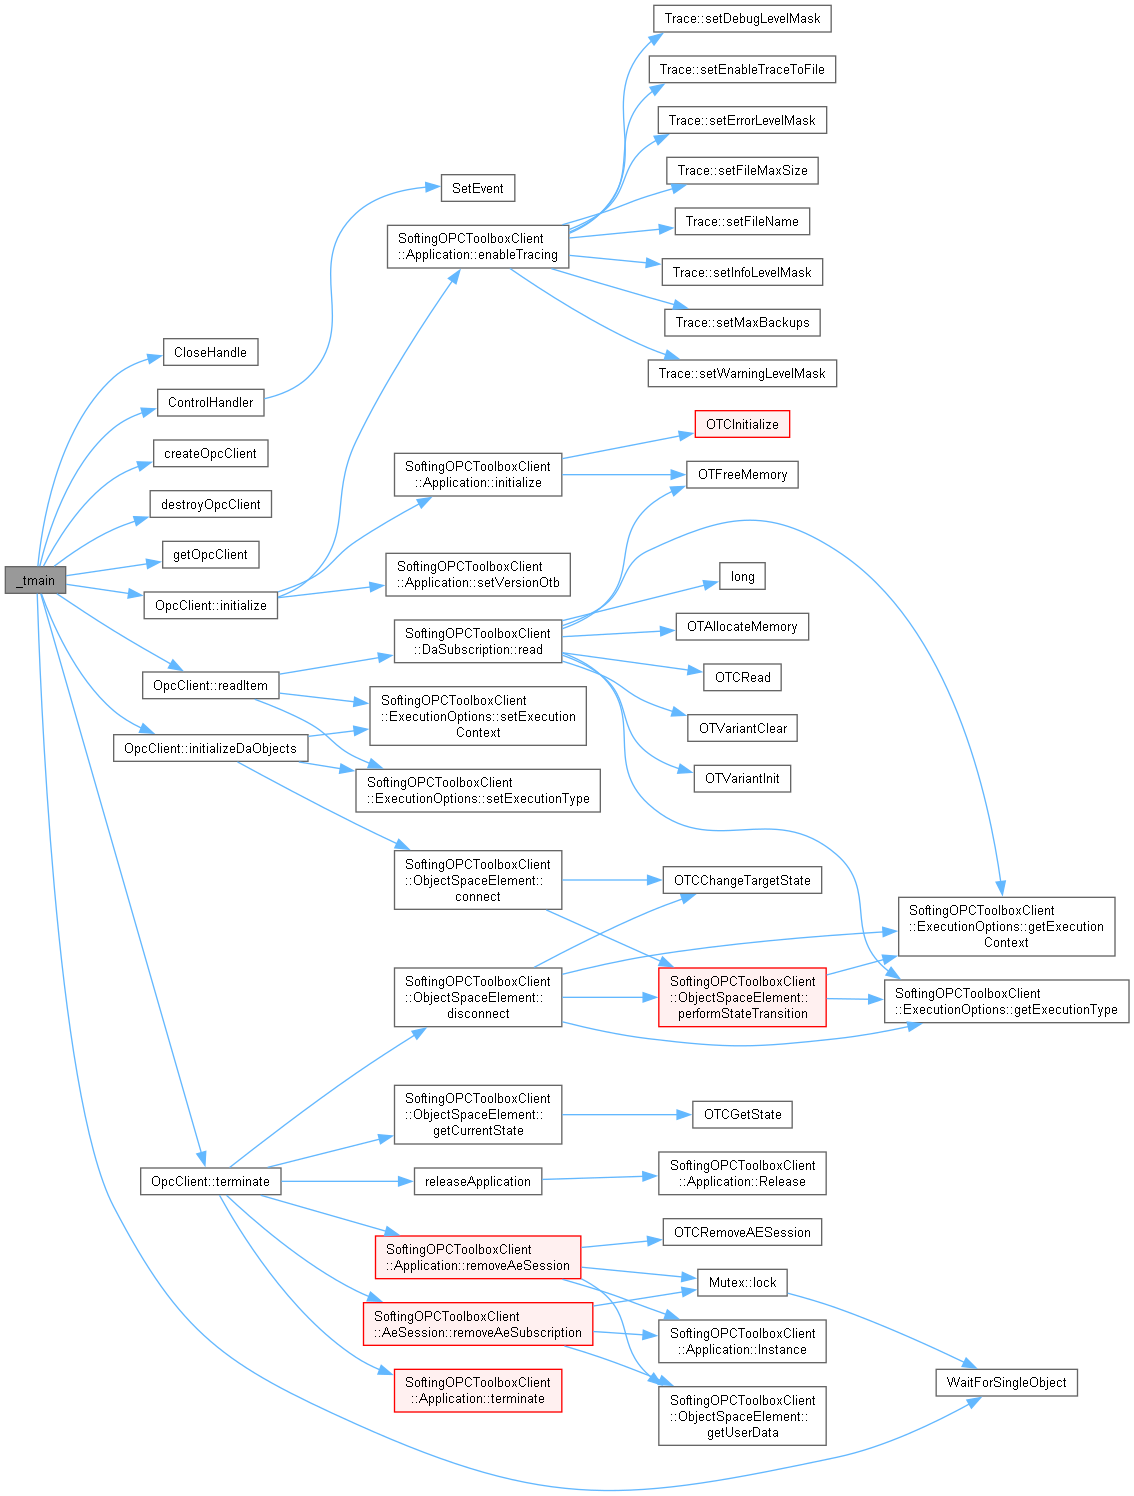 Trace::setDebugLevelMask
Trace::setEnableTraceToFile
Trace::setErrorLevelMask
Trace::setFileMaxSize
SetEvent
Trace::setFileName
SoftingOPCToolboxClient
::Application::enableTracing
Trace::setInfoLevelMask
Trace::setMaxBackups
CloseHandle
Trace::setWarningLevelMask
ControlHandler
OTCInitialize
createOpcClient
SoftingOPCToolboxClient
::Application::initialize
OTFreeMemory
destroyOpcClient
getOpcClient
SoftingOPCToolboxClient
::Application::setVersionOtb
_tmain
long
OpcClient::initialize
SoftingOPCToolboxClient
::DaSubscription::read
OTAllocateMemory
OTCRead
OpcClient::readItem
SoftingOPCToolboxClient
::ExecutionOptions::setExecution
Context
OTVariantClear
OpcClient::initializeDaObjects
OTVariantInit
SoftingOPCToolboxClient
::ExecutionOptions::setExecutionType
SoftingOPCToolboxClient
::ObjectSpaceElement::
connect
OTCChangeTargetState
SoftingOPCToolboxClient
::ExecutionOptions::getExecution
Context
SoftingOPCToolboxClient
::ObjectSpaceElement::
disconnect
SoftingOPCToolboxClient
::ObjectSpaceElement::
performStateTransition
SoftingOPCToolboxClient
::ExecutionOptions::getExecutionType
SoftingOPCToolboxClient
::ObjectSpaceElement::
getCurrentState
OTCGetState
OpcClient::terminate
releaseApplication
SoftingOPCToolboxClient
::Application::Release
SoftingOPCToolboxClient
::Application::removeAeSession
OTCRemoveAESession
Mutex::lock
SoftingOPCToolboxClient
::AeSession::removeAeSubscription
SoftingOPCToolboxClient
::Application::Instance
SoftingOPCToolboxClient
::Application::terminate
WaitForSingleObject
SoftingOPCToolboxClient
::ObjectSpaceElement::
getUserData